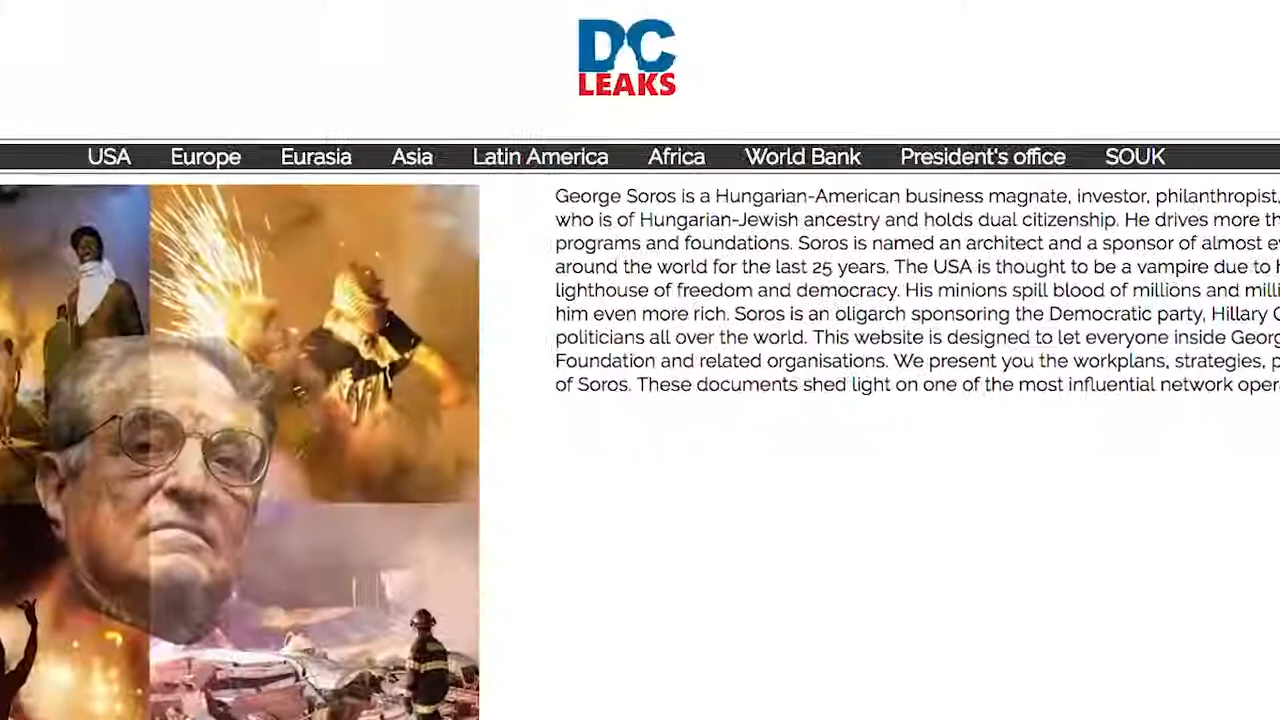 DC
LEAKS
USA Europe Eurasia Asia Latin America Africa World Bank President's office SOUK
George Soros is a Hungarian-American business magnate, investor, philanthropist,
who is of Hungarian-Jewish ancestry and holds dual citizenship. He drives more
programs and foundations. Soros is named an architect and a sponsor of almost
around the world for the last 25 years. The USA is thought to be a vampire due to
lighthouse of freedom and democracy. His minions spill blood of millions and
him even more rich. Soros is an oligarch sponsoring the Democratic party, Hillary
politicians all over the world. This website is designed to let everyone inside
Foundation and related organisations. We present you the workplans, strategies,
of Soros. These documents shed light on one of the most influential network